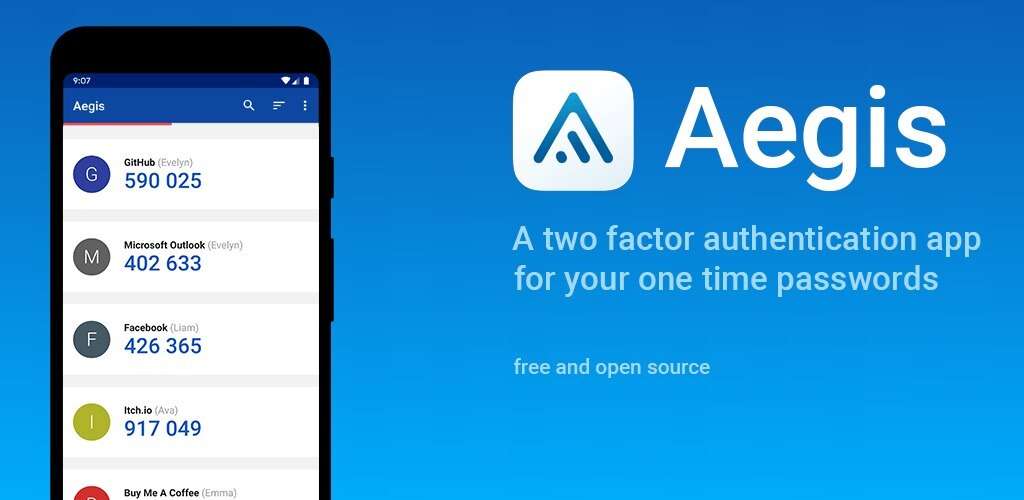 9:07
Aegis
G
GitHub (Evelyn)
590 025
M
Microsoft Outlook (Evelyn)
402 633
F
Facebook (Liam)
426 365
I
Itch.io (Ava)
917 049
Buy Me A Coffee (Emma)
Aegis
A two factor authentication app
for your one time passwords
free and open source